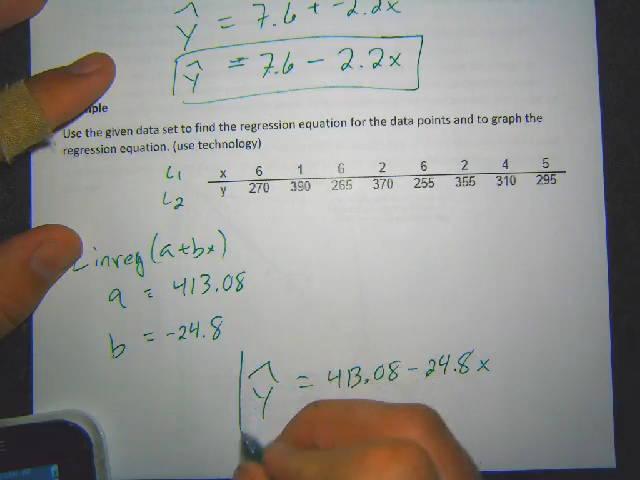 ŷ = 7.6 + -2.2x
ŷ = 7.6 - 2.2x
Use the given data set to find the regression equation for the data points and to graph the
regression equation. (use technology)
L1 x 6 1 6 2 6 2 4 5
L2 y 270 390 265 370 255 355 310 295
Linreg (a+bx)
a = 413.08
b = -24.8
ŷ = 413.08 - 24.8x